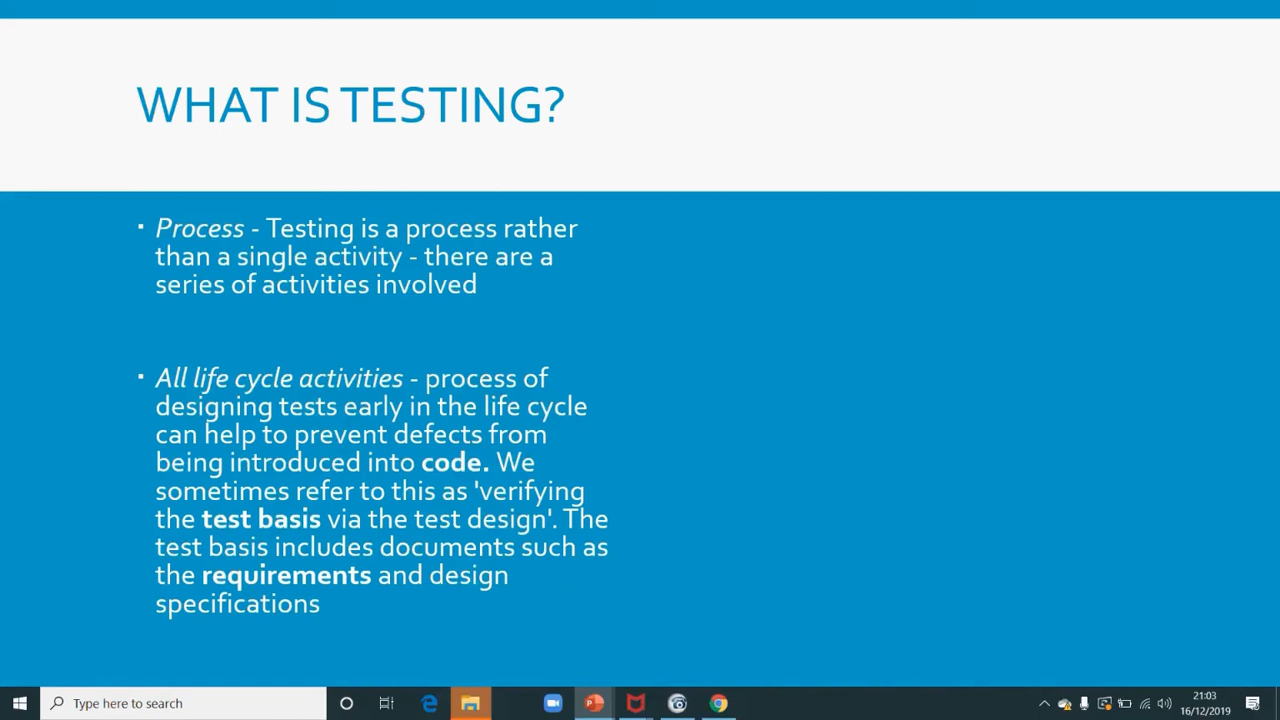 WHAT IS TESTING?
▪ Process - Testing is a process rather
than a single activity - there are a
series of activities involved
▪ All life cycle activities - process of
designing tests early in the life cycle
can help to prevent defects from
being introduced into code. We
sometimes refer to this as 'verifying
the test basis via the test design'. The
test basis includes documents such as
the requirements and design
specifications
Type here to search
21:03
16/12/2019